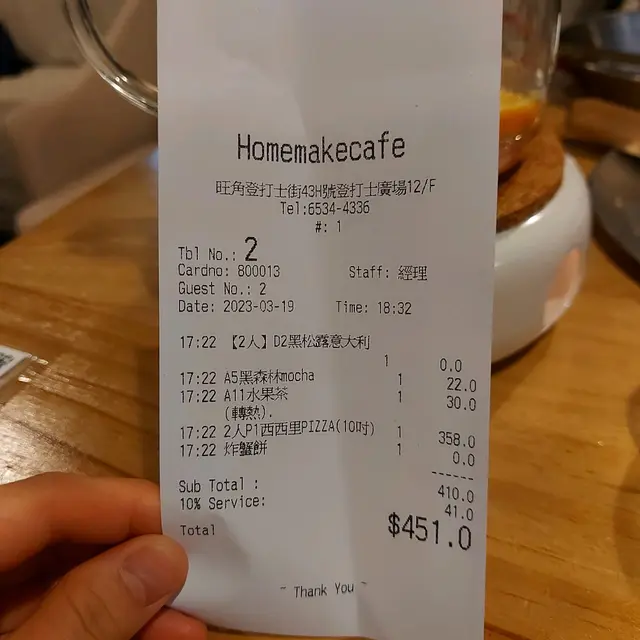 Homemakecafe
旺角登打士街43H號登打士廣場12/F
Tel:6534-4336
#: 1
Tbl No.: 2
Cardno: 800013 Staff: 經理
Guest No.: 2
Date: 2023-03-19 Time: 18:32
17:22 【2人】D2黑松露意大利
1 0.0
17:22 A5黑森林mocha 1 22.0
17:22 A11水果茶 1 30.0
(轉熱).
17:22 2人P1西西里PIZZA(10吋) 1 358.0
17:22 炸蟹餅 1 0.0
------
Sub Total : 410.0
10% Service: 41.0
Total $451.0
~ Thank You ~